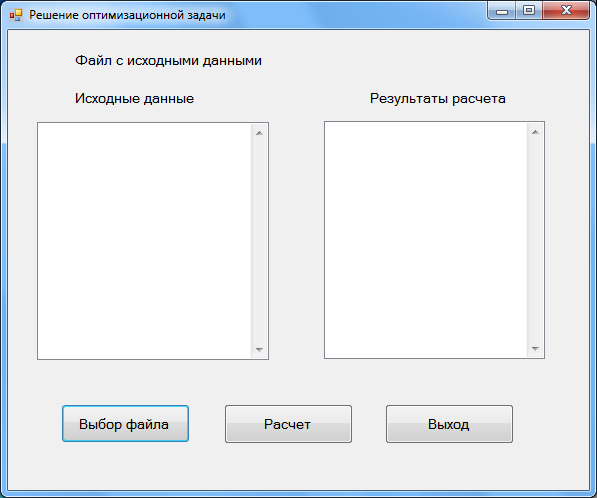 Решение оптимизационной задачи
Файл с исходными данными
Исходные данные
Результаты расчета
Выбор файла
Расчет
Выход